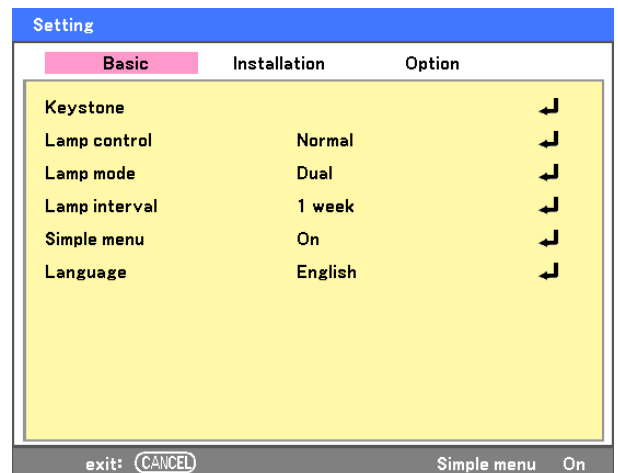 Setting
Basic Installation Option
Keystone
Lamp control Normal
Lamp mode Dual
Lamp interval 1 week
Simple menu On
Language English
exit: CANCEL Simple menu On